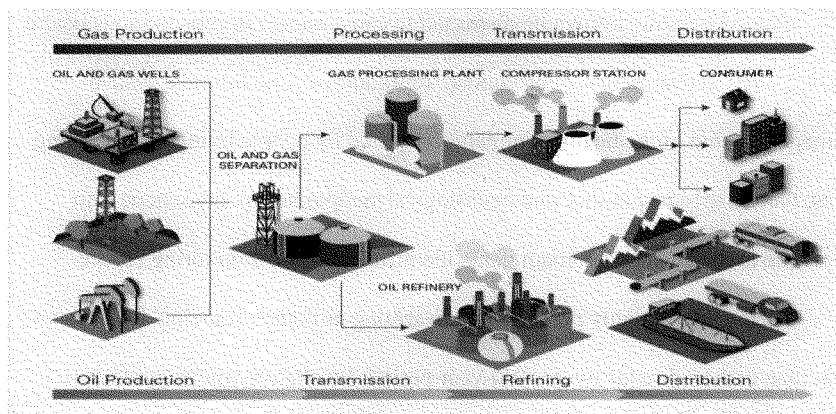 Gas Production Processing Transmission Distribution
OIL AND GAS WELLS GAS PROCESSING PLANT COMPRESSOR STATION CONSUMER
OIL AND GAS
SEPARATION
OIL REFINERY
Oil Production Transmission Refining Distribution